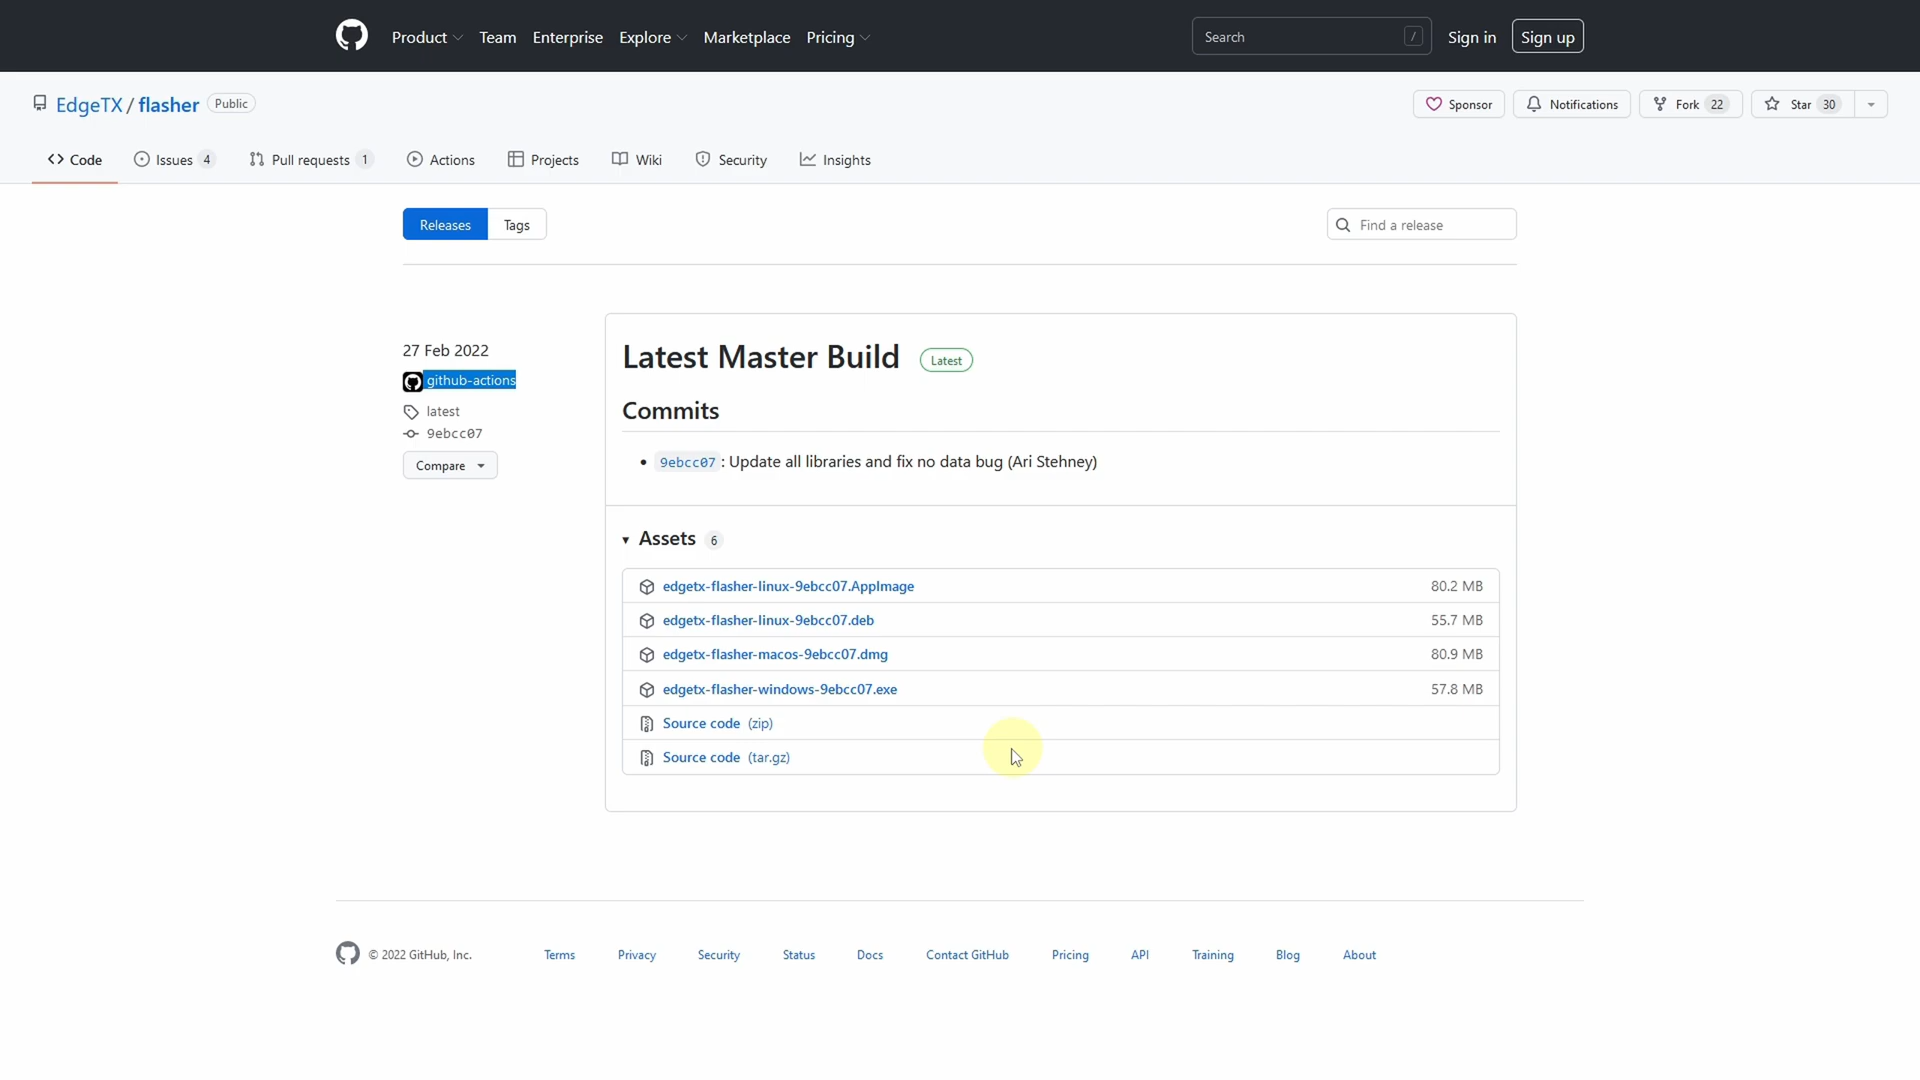 Product Team Enterprise Explore Marketplace Pricing Search / Sign in Sign up
EdgeTX / flasher Public Sponsor Notifications Fork 22 Star 30
Code Issues 4 Pull requests 1 Actions Projects Wiki Security Insights
Releases Tags Find a release
27 Feb 2022
github-actions
latest
9ebcc07
Compare
Latest Master Build Latest
Commits
9ebcc07 : Update all libraries and fix no data bug (Ari Stehney)
Assets 6
edgetx-flasher-linux-9ebcc07.AppImage 80.2 MB
edgetx-flasher-linux-9ebcc07.deb 55.7 MB
edgetx-flasher-macos-9ebcc07.dmg 80.9 MB
edgetx-flasher-windows-9ebcc07.exe 57.8 MB
Source code (zip)
Source code (tar.gz)
© 2022 GitHub, Inc. Terms Privacy Security Status Docs Contact GitHub Pricing API Training Blog About